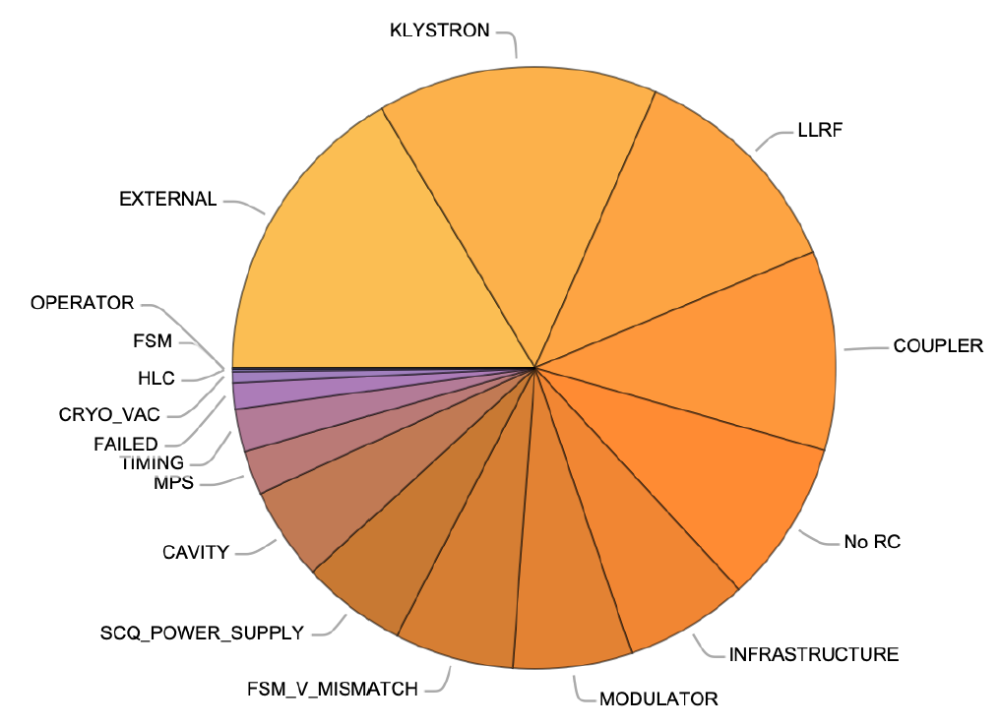 KLYSTRON
LLRF
EXTERNAL
OPERATOR
FSM
COUPLER
HLC
CRYO_VAC
FAILED
TIMING
MPS
No RC
CAVITY
SCQ_POWER_SUPPLY
INFRASTRUCTURE
FSM_V_MISMATCH
MODULATOR